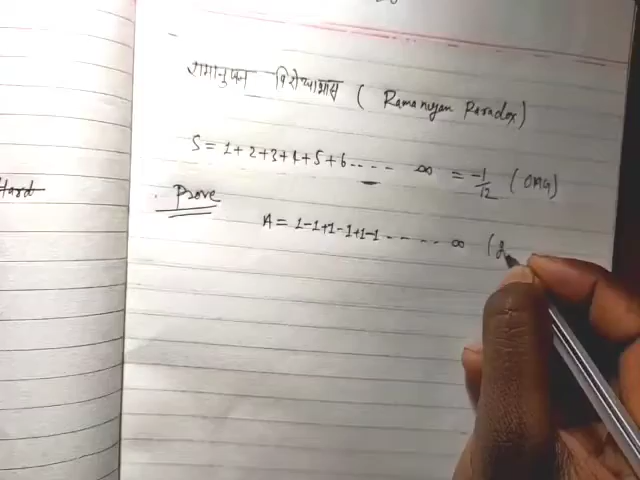 रामानुजन विरोधाभास ( Ramanujan Paradox)
S = 1+2+3+4+5+6.... ∞ = -1/12 ( OMG)
Hard
Prove
A = 1-1+1-1+1-1 - - - - - ∞ (